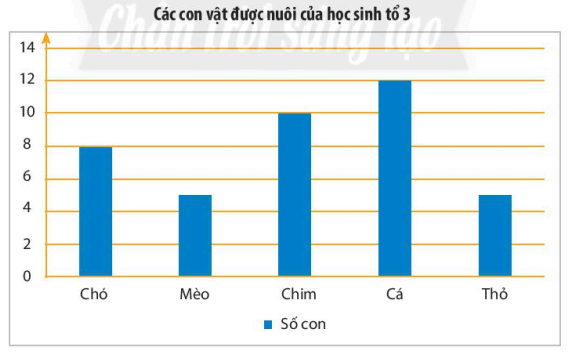 Các con vật được nuôi của học sinh tổ 3
Chân trời sáng tạo
14
12
10
8
6
4
2
0
Chó Mèo Chim Cá Thỏ
Số con